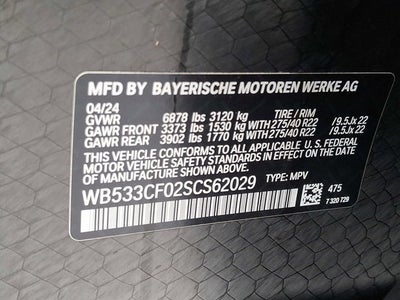 MFD BY BAYERISCHE MOTOREN WERKE AG
04/24
GVWR 6878 lbs 3120 kg TIRE / RIM
GAWR FRONT 3373 lbs 1530 kg WITH 275/40 R22 / 9.5Jx 22
GAWR REAR 3902 lbs 1770 kg WITH 275/40 R22 / 9.5Jx 22
THIS VEHICLE CONFORMS TO ALL APPLICABLE U.S. FEDERAL
MOTOR VEHICLE SAFETY STANDARDS IN EFFECT ON THE DATE
OF MANUFACTURE SHOWN ABOVE.
WB533CF02SCS62029 TYPE: MPV
475
7 320 729